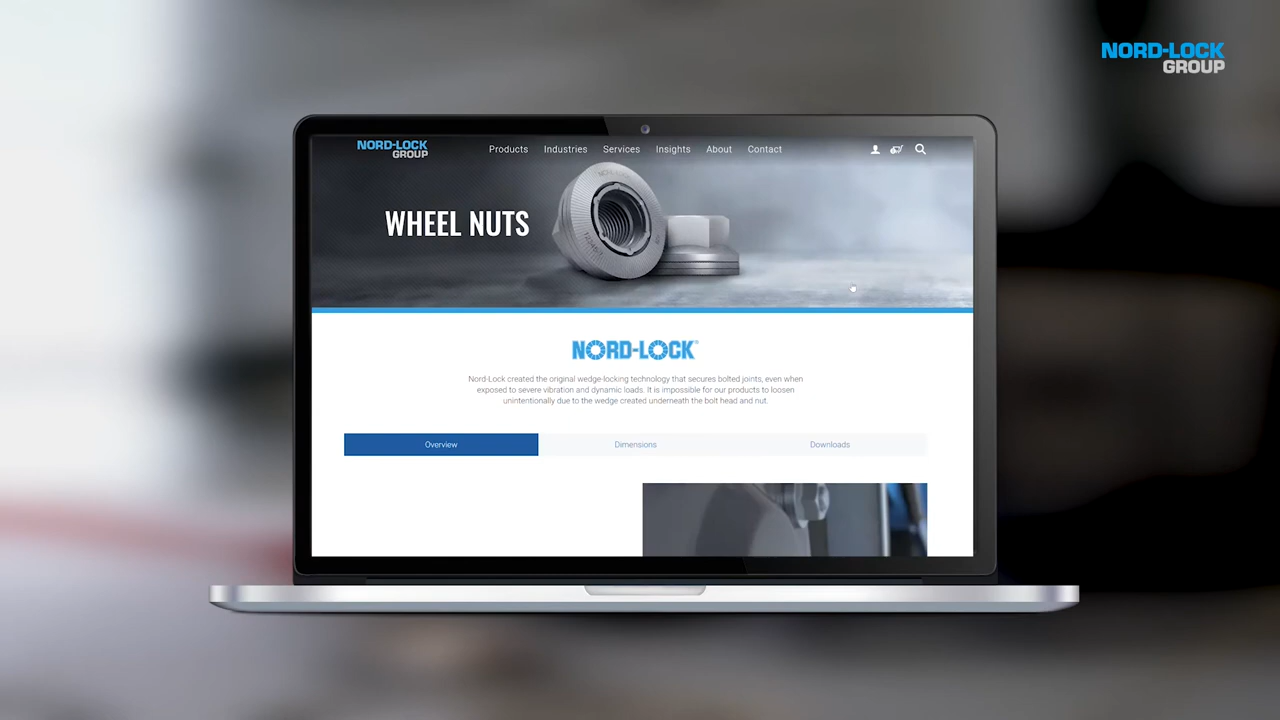 NORD-LOCK
GROUP
NORD-LOCK
GROUP
Products Industries Services Insights About Contact
WHEEL NUTS
NORD-LOCK®
Nord-Lock created the original wedge-locking technology that secures bolted joints, even when
exposed to severe vibration and dynamic loads. It is impossible for our products to loosen
unintentionally due to the wedge created underneath the bolt head and nut.
Overview Dimensions Downloads